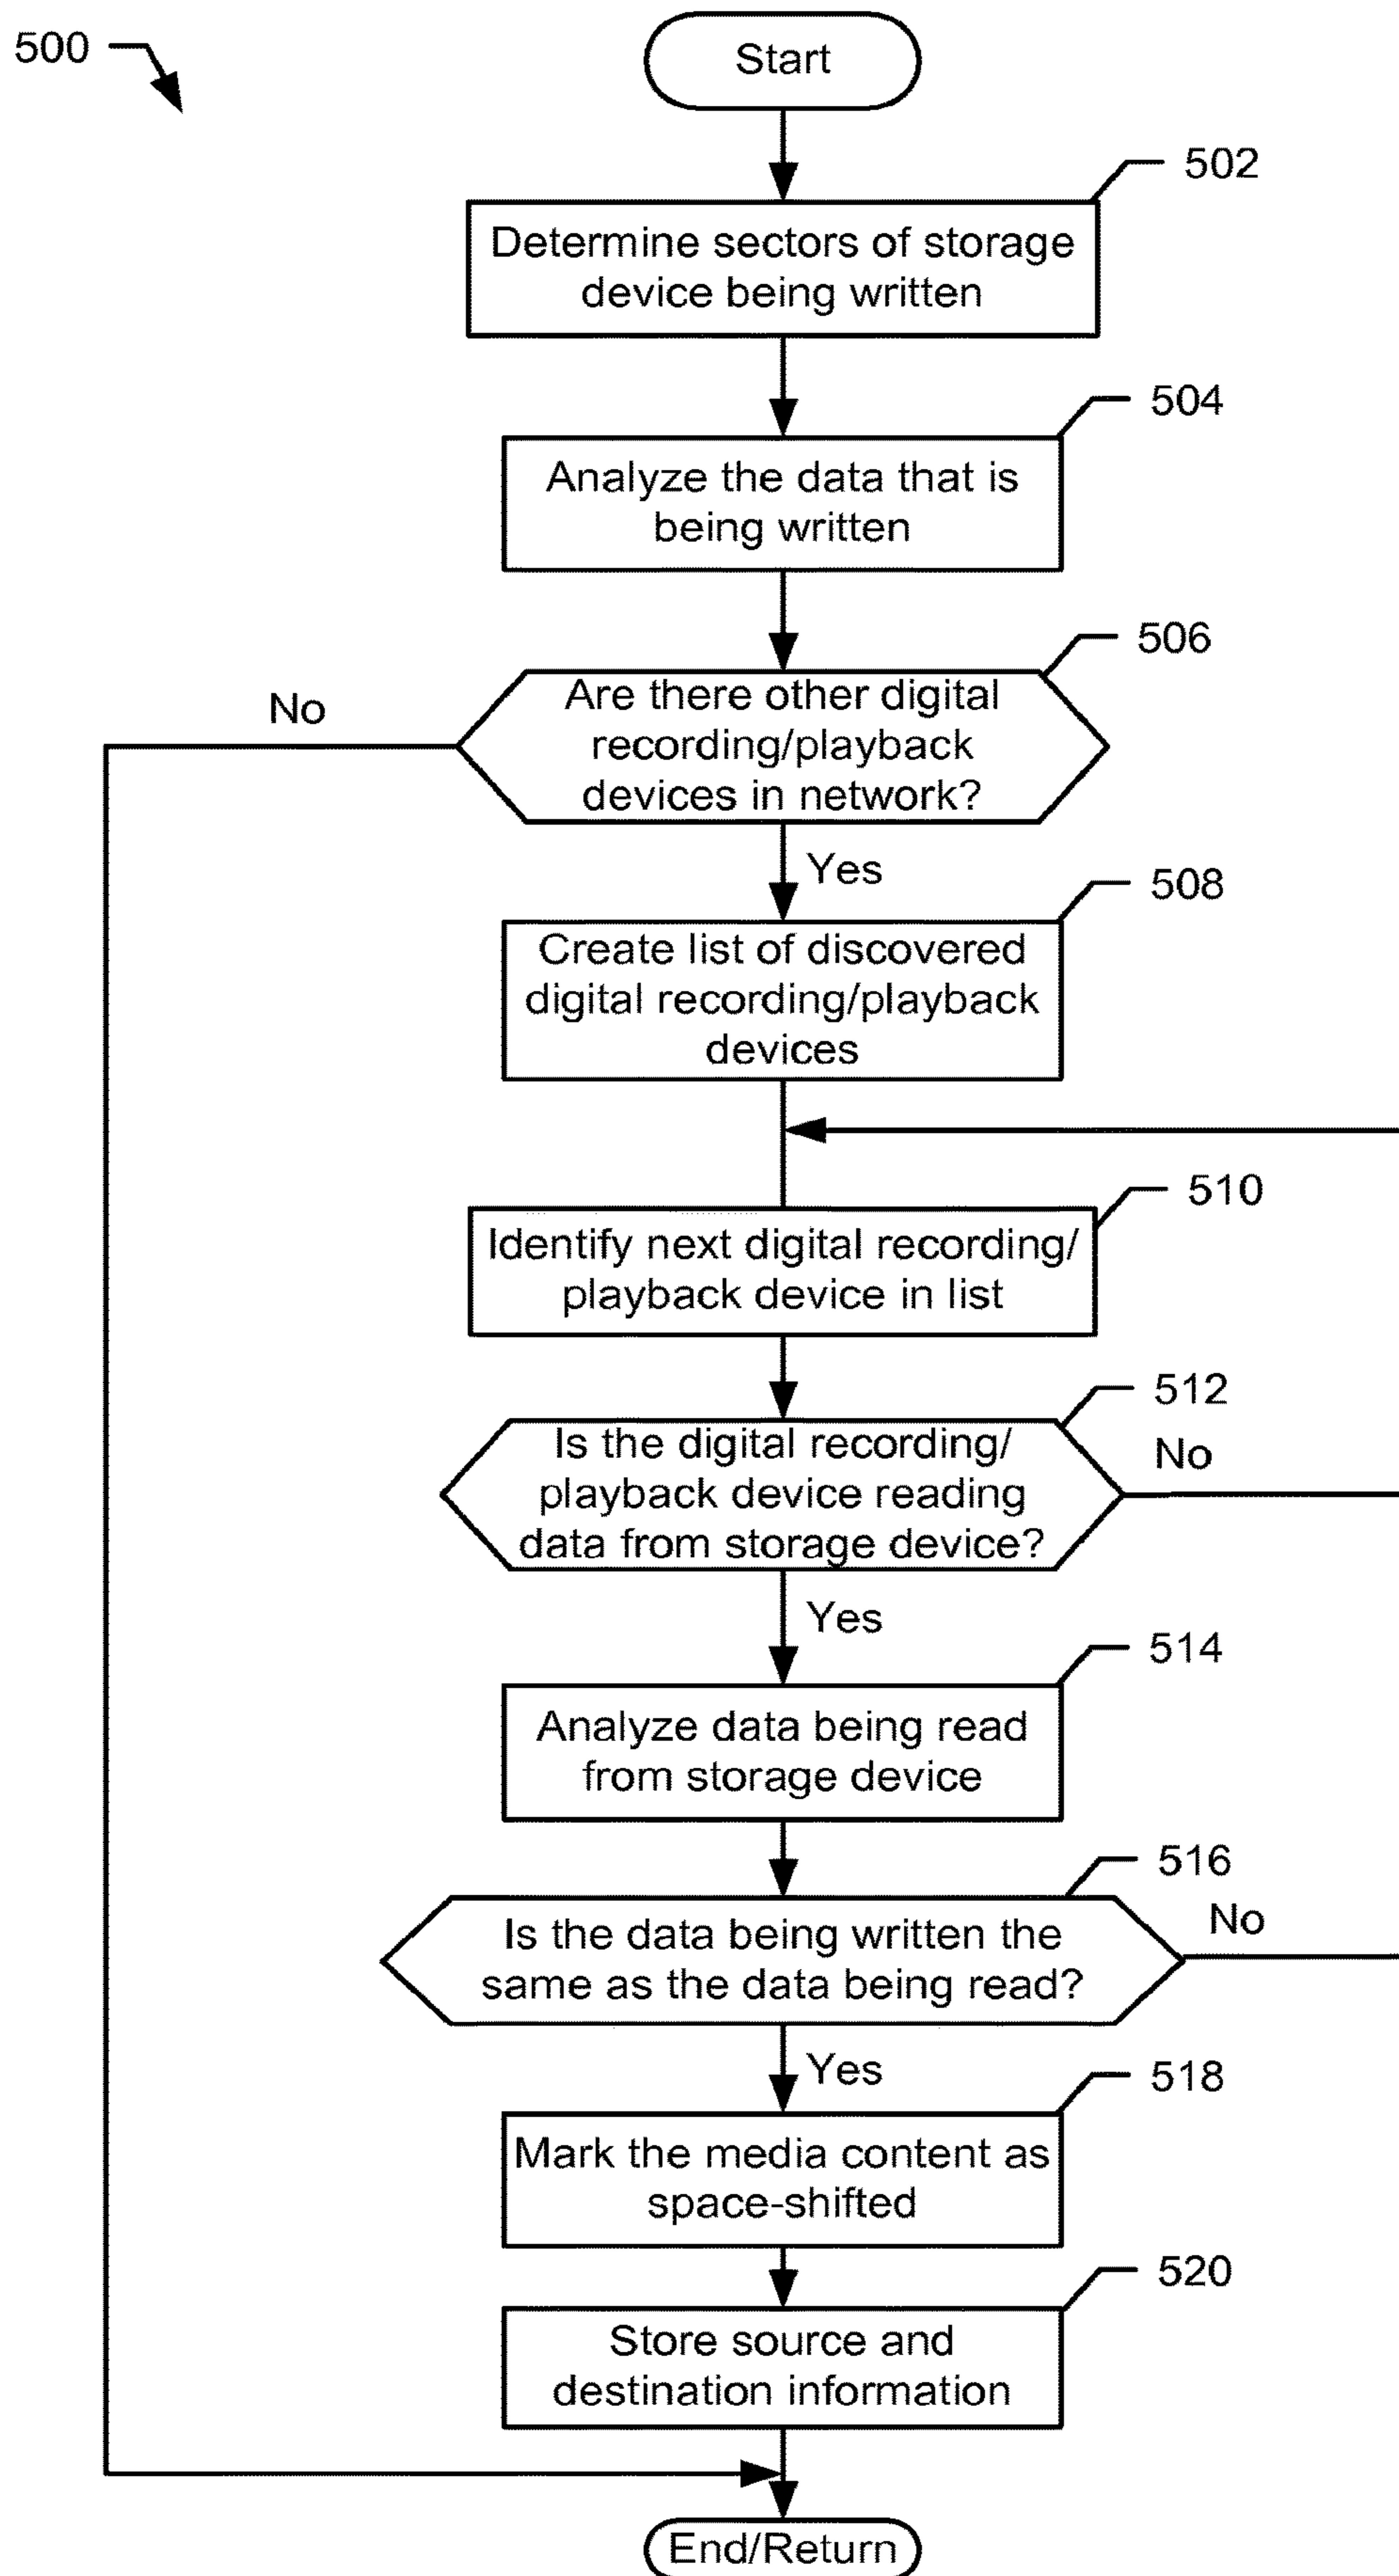 500
Start
502
Determine sectors of storage
device being written
504
Analyze the data that is
being written
506
Are there other digital
recording/playback
devices in network?
No
Yes
508
Create list of discovered
digital recording/playback
devices
510
Identify next digital recording/
playback device in list
512
Is the digital recording/
playback device reading
data from storage device?
No
Yes
514
Analyze data being read
from storage device
516
Is the data being written the
same as the data being read?
No
Yes
518
Mark the media content as
space-shifted
520
Store source and
destination information
End/Return